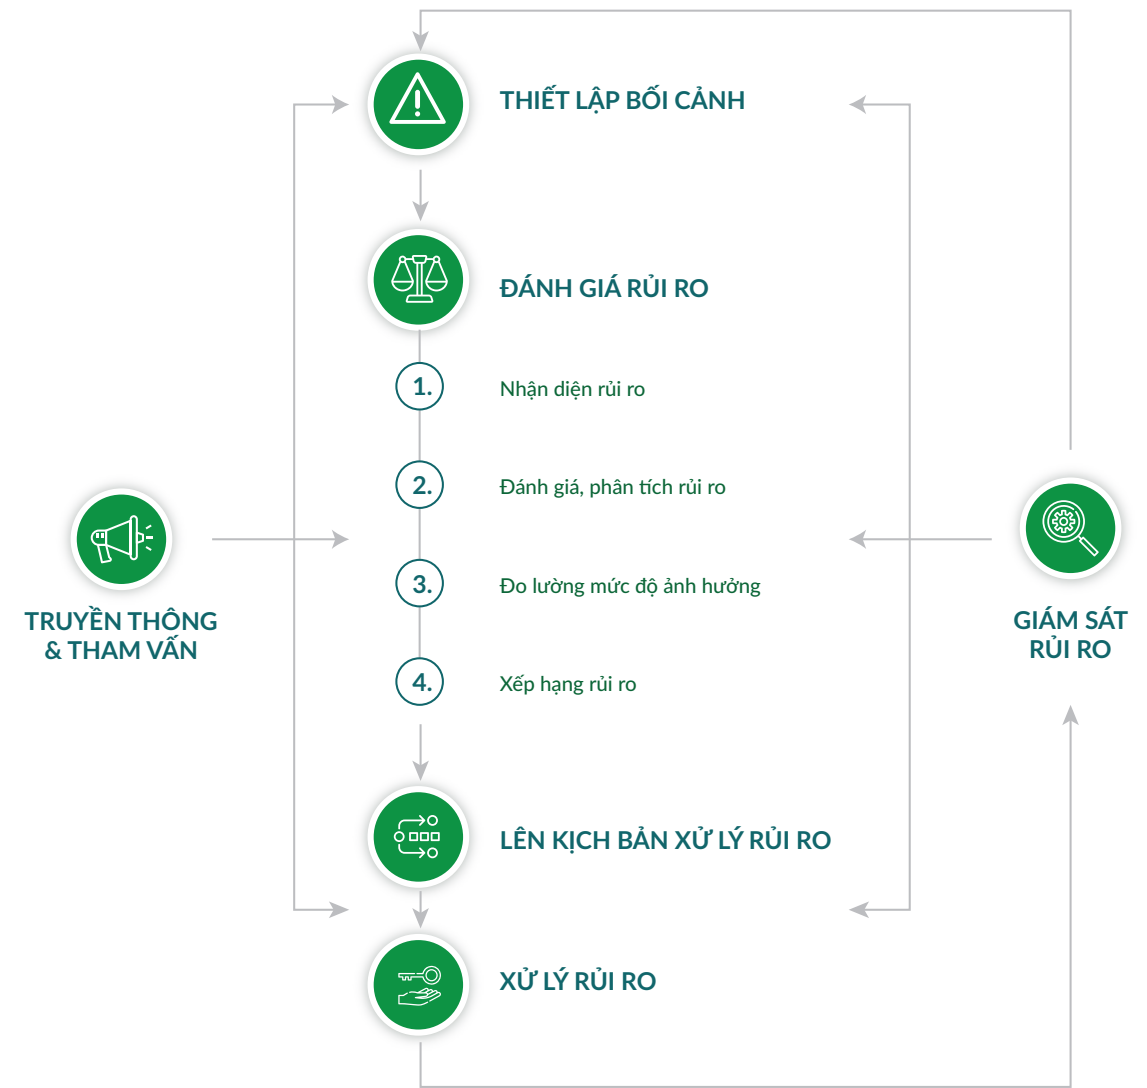 THIẾT LẬP BỐI CẢNH
ĐÁNH GIÁ RỦI RO
1.
Nhận diện rủi ro
2.
Đánh giá, phân tích rủi ro
3.
Đo lường mức độ ảnh hưởng
4.
Xếp hạng rủi ro
TRUYỀN THÔNG
& THAM VẤN
GIÁM SÁT
RỦI RO
LÊN KỊCH BẢN XỬ LÝ RỦI RO
XỬ LÝ RỦI RO